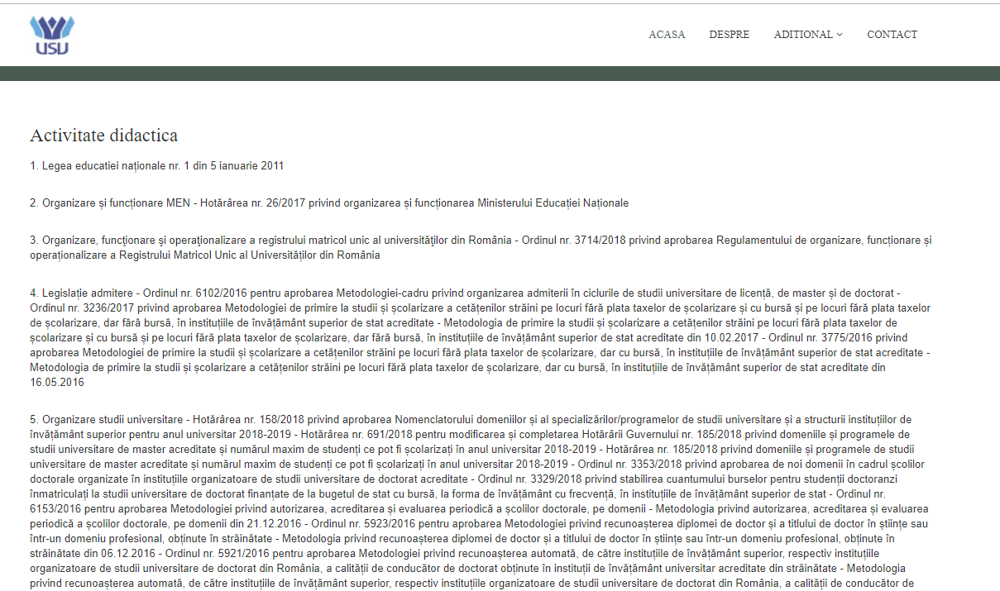 USU
ACASA DESPRE ADITIONAL CONTACT
Activitate didactica
1. Legea educatiei naționale nr. 1 din 5 ianuarie 2011
2. Organizare și funcționare MEN - Hotărârea nr. 26/2017 privind organizarea și funcționarea Ministerului Educației Naționale
3. Organizare, funcţionare şi operaţionalizare a registrului matricol unic al universităţilor din România - Ordinul nr. 3714/2018 privind aprobarea Regulamentului de organizare, funcționare și
operaționalizare a Registrului Matricol Unic al Universităților din România
4. Legislație admitere - Ordinul nr. 6102/2016 pentru aprobarea Metodologiei-cadru privind organizarea admiterii în ciclurile de studii universitare de licență, de master și de doctorat -
Ordinul nr. 3236/2017 privind aprobarea Metodologiei de primire la studii și școlarizare a cetățenilor străini pe locuri fără plata taxelor de școlarizare și cu bursă și pe locuri fără plata taxelor
de școlarizare, dar fără bursă, în instituțiile de învățământ superior de stat acreditate - Metodologia de primire la studii și școlarizare a cetățenilor străini pe locuri fără plata taxelor de
școlarizare și cu bursă și pe locuri fără plata taxelor de școlarizare, dar fără bursă, în instituțiile de învățământ superior de stat acreditate din 10.02.2017 - Ordinul nr. 3775/2016 privind
aprobarea Metodologiei de primire la studii și școlarizare a cetățenilor străini pe locuri fără plata taxelor de școlarizare, dar cu bursă, în instituțiile de învățământ superior de stat acreditate -
Metodologia de primire la studii și școlarizare a cetățenilor străini pe locuri fără plata taxelor de școlarizare, dar cu bursă, în instituțiile de învățământ superior de stat acreditate din
16.05.2016
5. Organizare studii universitare - Hotărârea nr. 158/2018 privind aprobarea Nomenclatorului domeniilor și al specializărilor/programelor de studii universitare și a structurii instituțiilor de
învățământ superior pentru anul universitar 2018-2019 - Hotărârea nr. 691/2018 pentru modificarea și completarea Hotărârii Guvernului nr. 185/2018 privind domeniile și programele de
studii universitare de master acreditate și numărul maxim de studenți ce pot fi școlarizați în anul universitar 2018-2019 - Hotărârea nr. 185/2018 privind domeniile și programele de studii
universitare de master acreditate și numărul maxim de studenți ce pot fi școlarizați în anul universitar 2018-2019 - Ordinul nr. 3353/2018 privind aprobarea de noi domenii în cadrul școlilor
doctorale organizate în instituțiile organizatoare de studii universitare de doctorat acreditate - Ordinul nr. 3329/2018 privind stabilirea cuantumului burselor pentru studenții doctoranzi
înmatriculați la studii universitare de doctorat finanțate de la bugetul de stat cu bursă, la forma de învățământ cu frecvență, în instituțiile de învățământ superior de stat - Ordinul nr.
6153/2016 pentru aprobarea Metodologiei privind autorizarea, acreditarea și evaluarea periodică a școlilor doctorale, pe domenii - Metodologia privind autorizarea, acreditarea și evaluarea
periodică a școlilor doctorale, pe domenii din 21.12.2016 - Ordinul nr. 5923/2016 pentru aprobarea Metodologiei privind recunoașterea diplomei de doctor și a titlului de doctor în științe sau
într-un domeniu profesional, obținute în străinătate - Metodologia privind recunoașterea diplomei de doctor și a titlului de doctor în științe sau într-un domeniu profesional, obținute în
străinătate din 06.12.2016 - Ordinul nr. 5921/2016 pentru aprobarea Metodologiei privind recunoașterea automată, de către instituțiile de învățământ superior, respectiv instituțiile
organizatoare de studii universitare de doctorat din România, a calității de conducător de doctorat obținute în instituții de învățământ universitar acreditate din străinătate - Metodologia
privind recunoașterea automată, de către instituțiile de învățământ superior, respectiv instituțiile organizatoare de studii universitare de doctorat din România, a calității de conducător de